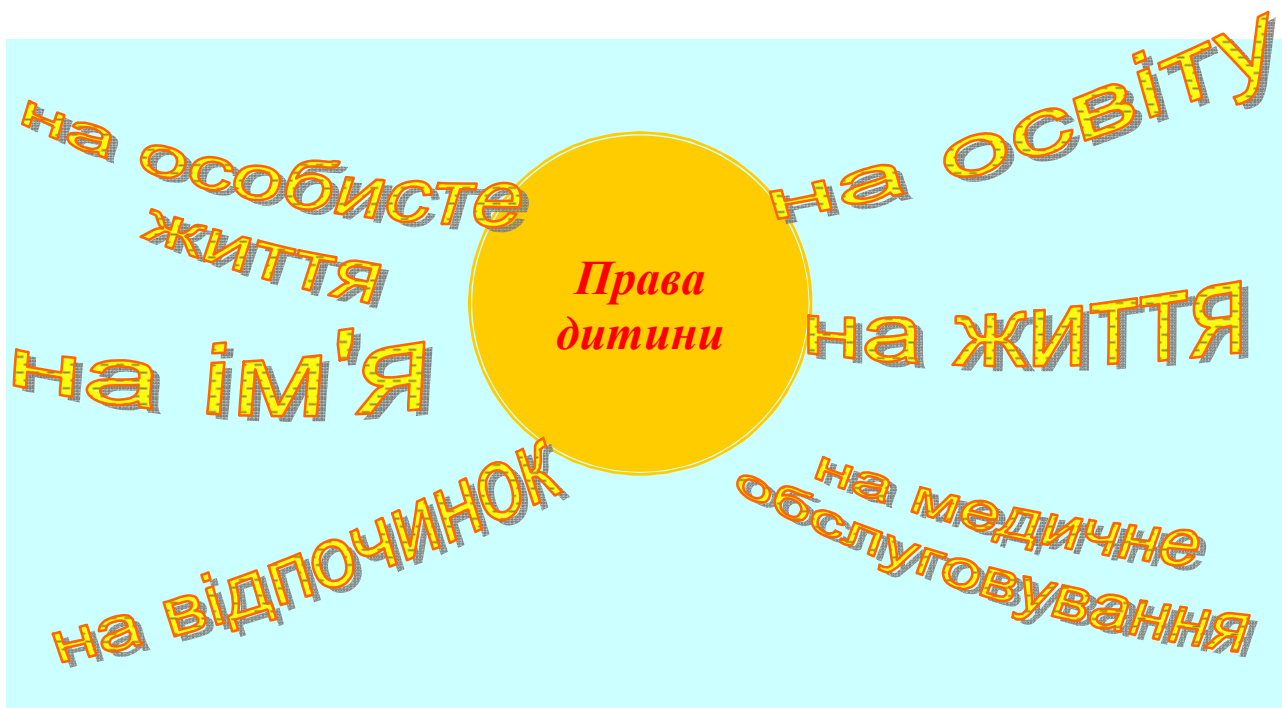 на особисте
життя
на ім'я
на відпочинок
Права
дитини
на освіту
на життя
на медичне
обслуговування